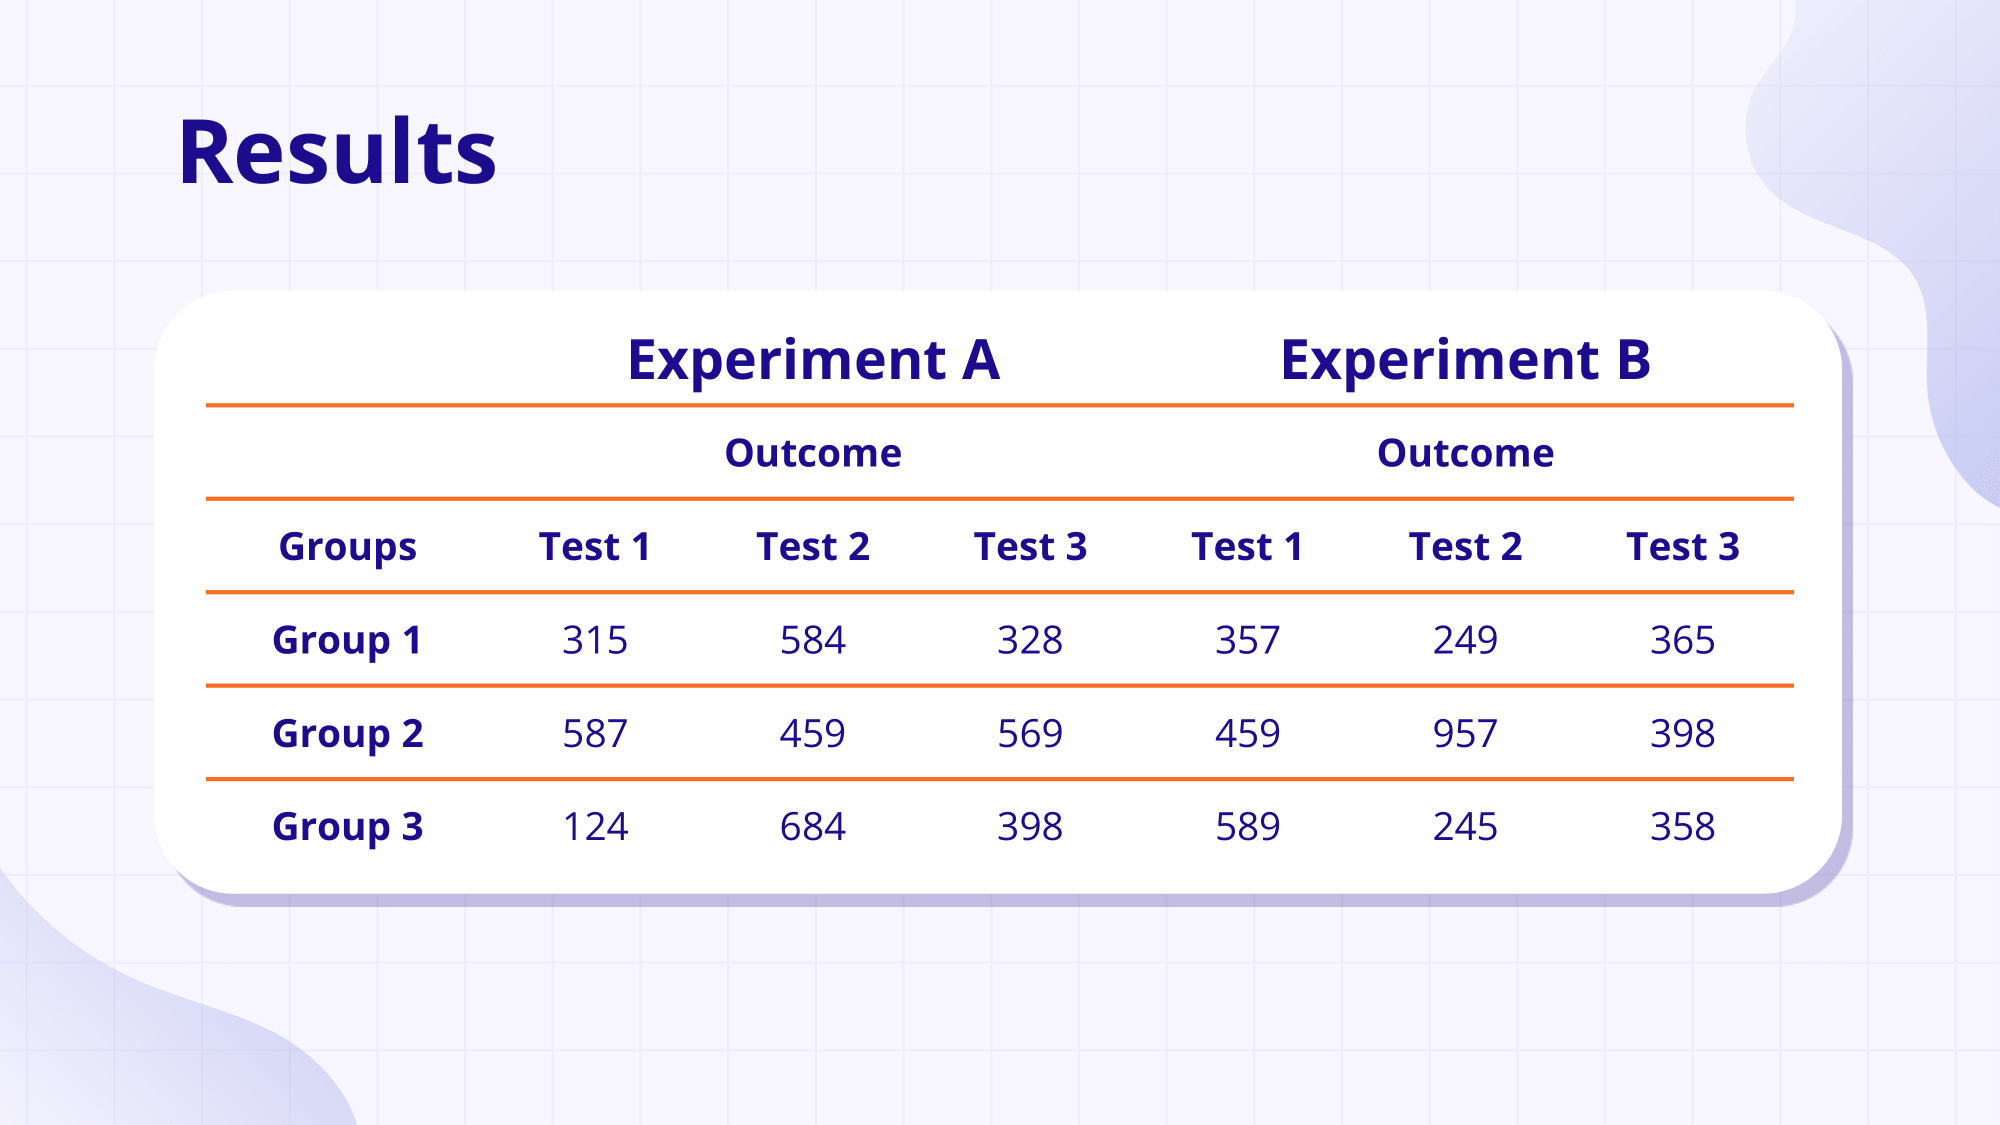 Results
Experiment A Experiment B
Outcome Outcome
Groups Test 1 Test 2 Test 3 Test 1 Test 2 Test 3
Group 1 315 584 328 357 249 365
Group 2 587 459 569 459 957 398
Group 3 124 684 398 589 245 358